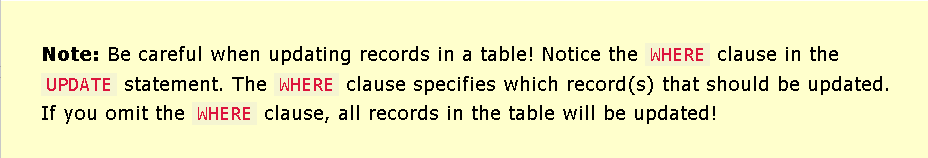 Note: Be careful when updating records in a table! Notice the WHERE clause in the
UPDATE statement. The WHERE clause specifies which record(s) that should be updated.
If you omit the WHERE clause, all records in the table will be updated!